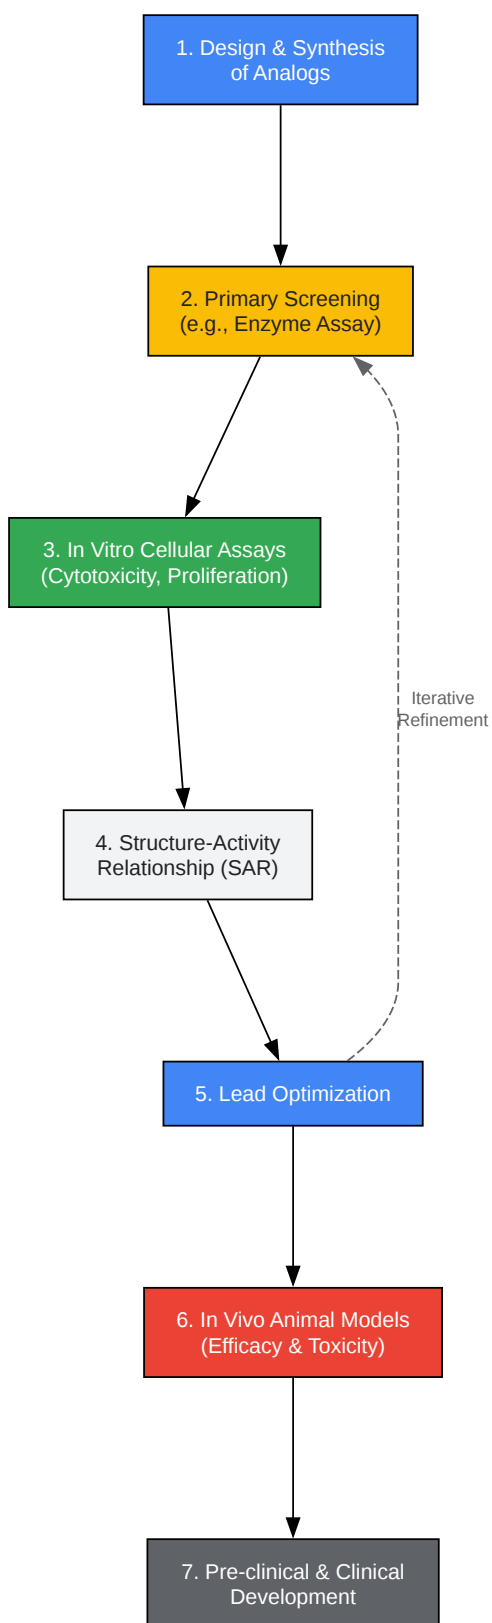 1. Design & Synthesis
of Analogs
2. Primary Screening
(e.g., Enzyme Assay)
3. In Vitro Cellular Assays
(Cytotoxicity, Proliferation)
Iterative
Refinement
4. Structure-Activity
Relationship (SAR)
5. Lead Optimization
6. In Vivo Animal Models
(Efficacy & Toxicity)
7. Pre-clinical & Clinical
Development